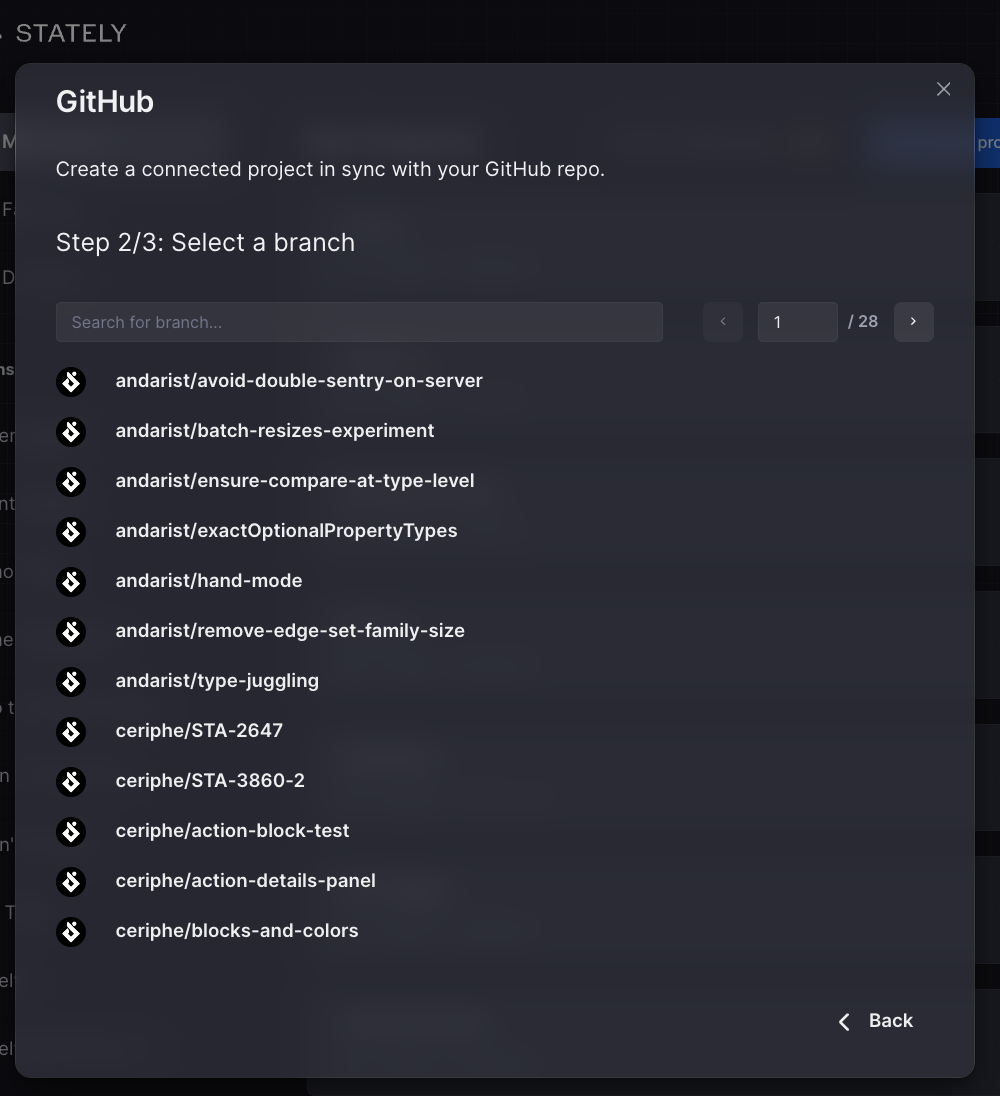 STATELY
GitHub
Create a connected project in sync with your GitHub repo.
Step 2/3: Select a branch
Search for branch...
1 / 28
andarist/avoid-double-sentry-on-server
andarist/batch-resizes-experiment
andarist/ensure-compare-at-type-level
andarist/exactOptionalPropertyTypes
andarist/hand-mode
andarist/remove-edge-set-family-size
andarist/type-juggling
ceriphe/STA-2647
ceriphe/STA-3860-2
ceriphe/action-block-test
ceriphe/action-details-panel
ceriphe/blocks-and-colors
Back